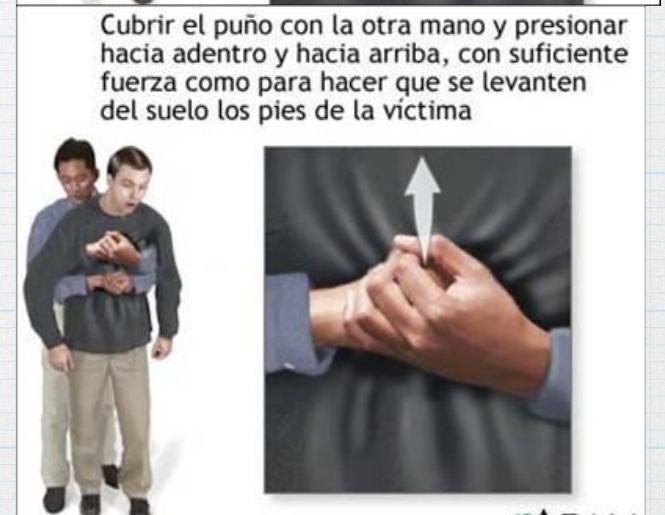 Cubrir el puño con la otra mano y presionar
hacia adentro y hacia arriba, con suficiente
fuerza como para hacer que se levanten
del suelo los pies de la víctima